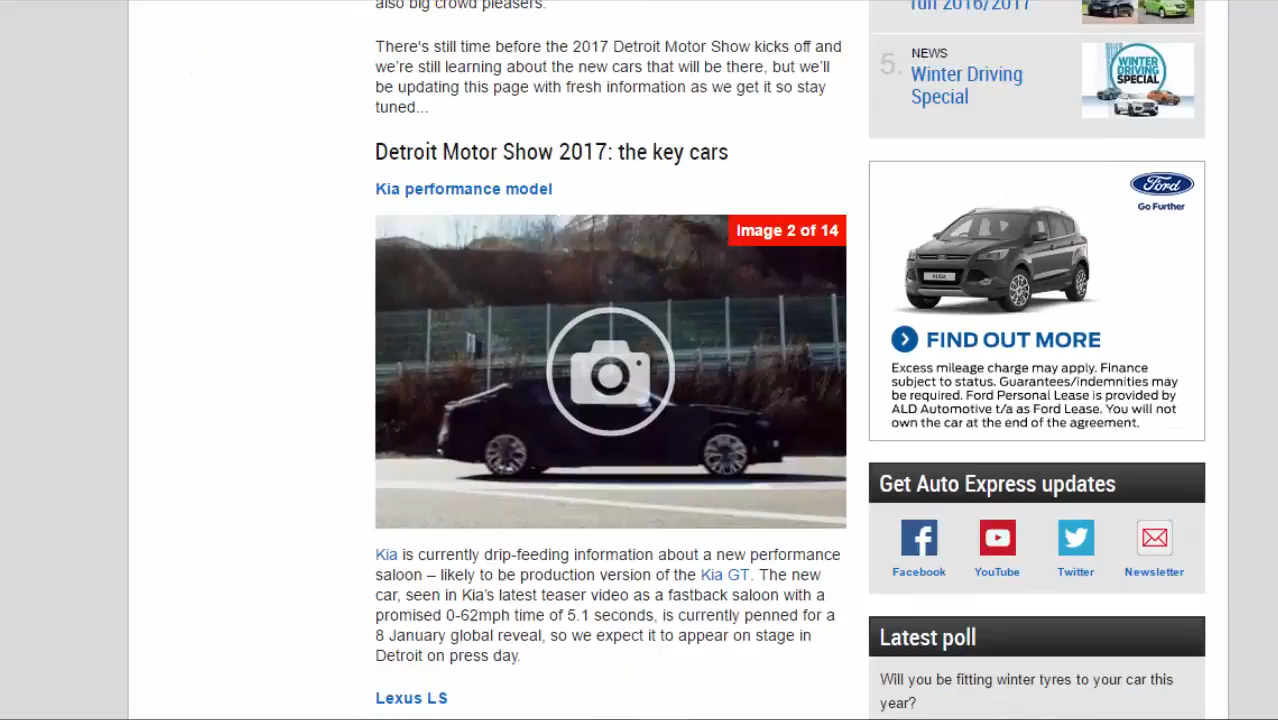 also big crowd pleasers.
There's still time before the 2017 Detroit Motor Show kicks off and
we're still learning about the new cars that will be there, but we'll
be updating this page with fresh information as we get it so stay
tuned...
Detroit Motor Show 2017: the key cars
Kia performance model
Image 2 of 14
Kia is currently drip-feeding information about a new performance
saloon – likely to be production version of the Kia GT. The new
car, seen in Kia's latest teaser video as a fastback saloon with a
promised 0-62mph time of 5.1 seconds, is currently penned for a
8 January global reveal, so we expect it to appear on stage in
Detroit on press day.
Lexus LS
run 2016/2017
5.
NEWS
Winter Driving
Special
WINTER
DRIVING
SPECIAL
Ford
Go Further
KUGA
FIND OUT MORE
Excess mileage charge may apply. Finance
subject to status. Guarantees/indemnities may
be required. Ford Personal Lease is provided by
ALD Automotive t/a as Ford Lease. You will not
own the car at the end of the agreement.
Get Auto Express updates
Facebook
YouTube
Twitter
Newsletter
Latest poll
Will you be fitting winter tyres to your car this
year?